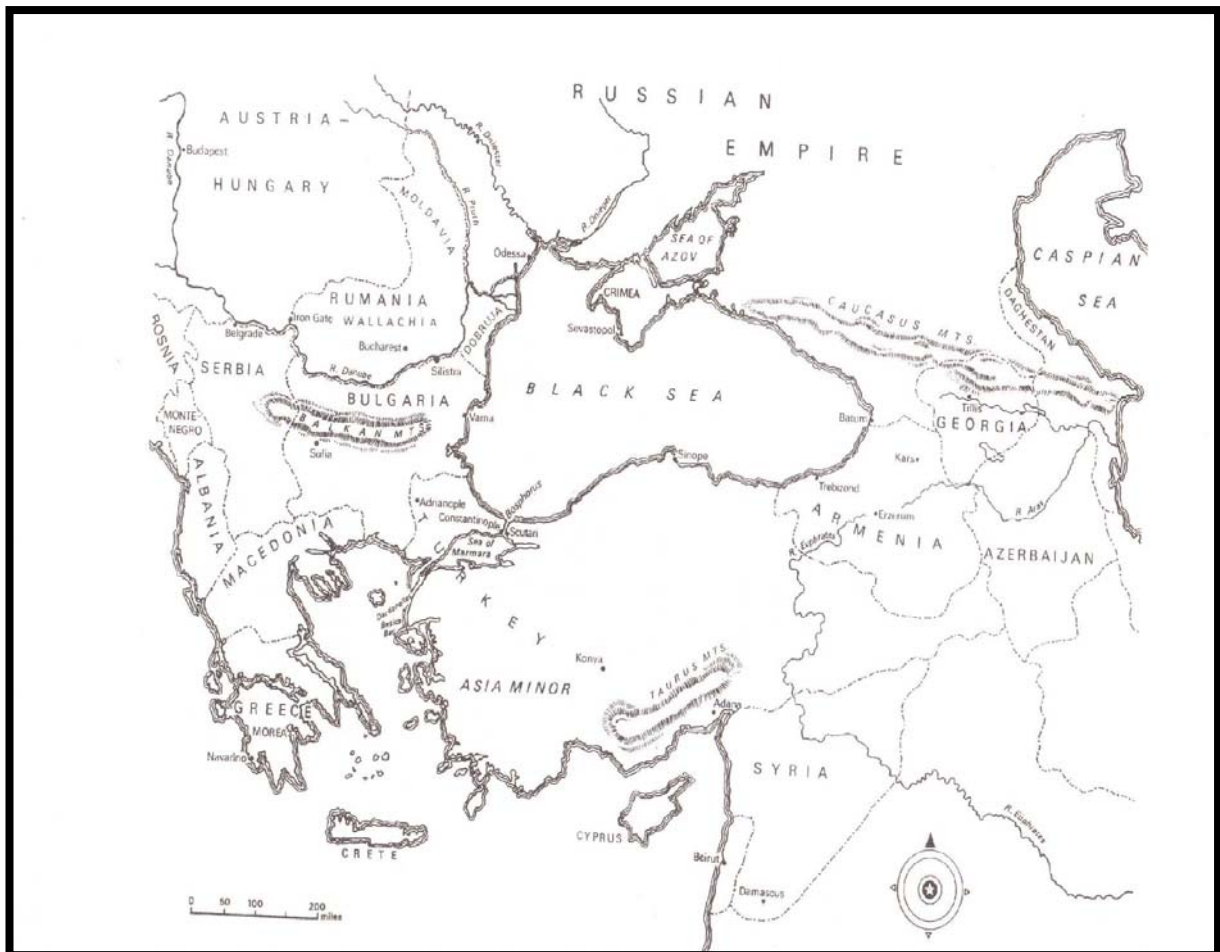 RUSSIAN
EMPIRE
AUSTRIA–
HUNGARY
R. Danube
Budapest
MOLDAVIA
R. Pruth
R. Dniester
R. Dnieper
Odessa
SEA OF
AZOV
CRIMEA
Sevastopol
CASPIAN
SEA
DAGHESTAN
CAUCASUS MTS.
RUMANIA
WALLACHIA
Iron Gate
Bucharest
Belgrade
BOSNIA
SERBIA
R. Danube
Silistra
DOBRUJA
BULGARIA
BALKAN MTS
Sofia
Varna
BLACK SEA
MONTE-
NEGRO
ALBANIA
MACEDONIA
Adrianople
Constantinople
Bosphorus
Scutari
Sea of
Marmara
Dardanelles
Besica
Bay
TURKEY
Sinope
Batum
Tiflis
GEORGIA
Kars
Trebizond
Erzerum
R. Aras
ARMENIA
R. Euphrates
AZERBAIJAN
Konya
ASIA MINOR
TAURUS MTS.
Adana
GREECE
MOREA
Navarino
CRETE
CYPRUS
SYRIA
Beirut
Damascus
R. Euphrates
0 50 100 200
miles